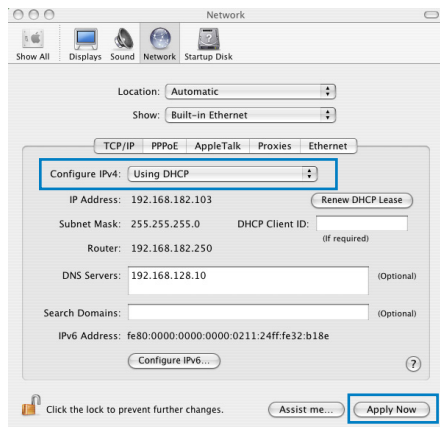 Network
Show All Displays Sound Network Startup Disk
Location: Automatic
Show: Built-in Ethernet
TCP/IP PPPoE AppleTalk Proxies Ethernet
Configure IPv4: Using DHCP
IP Address: 192.168.182.103 Renew DHCP Lease
Subnet Mask: 255.255.255.0 DHCP Client ID:
(If required)
Router: 192.168.182.250
DNS Servers: 192.168.128.10 (Optional)
Search Domains: (Optional)
IPv6 Address: fe80:0000:0000:0000:0211:24ff:fe32:b18e
Configure IPv6... ?
Click the lock to prevent further changes. Assist me... Apply Now